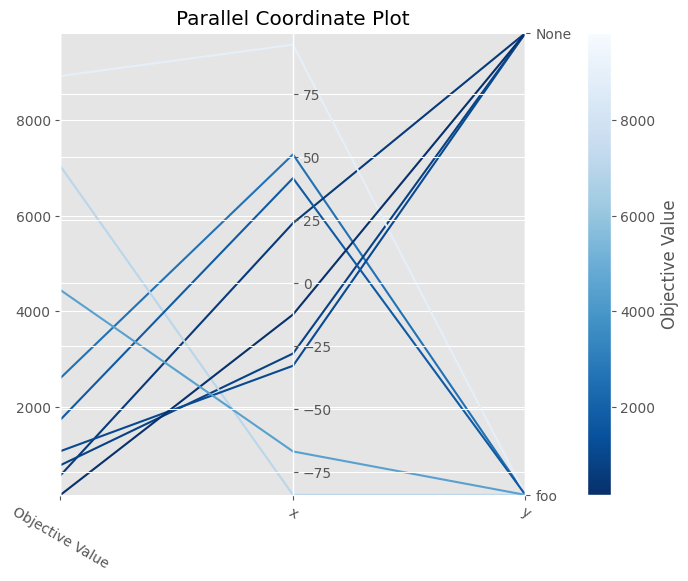 Parallel Coordinate Plot
None
8000
6000
4000
2000
75
50
25
0
−25
−50
−75
foo
8000
6000
4000
2000
Objective Value
Objective Value
x
y